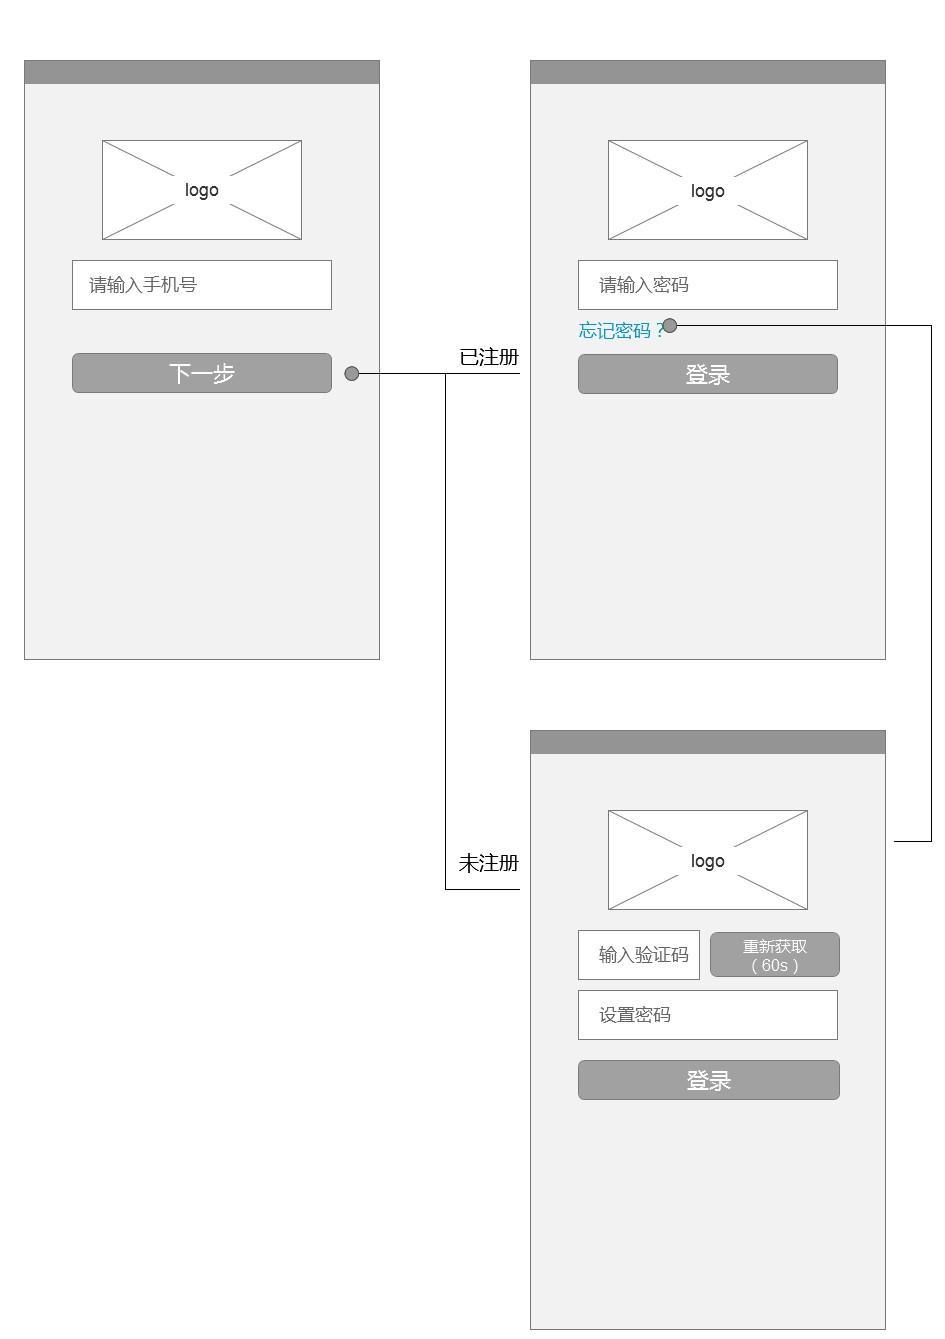 logo
请输入手机号
下一步
已注册
logo
请输入密码
忘记密码？
登录
未注册
logo
输入验证码
重新获取
（60s）
设置密码
登录